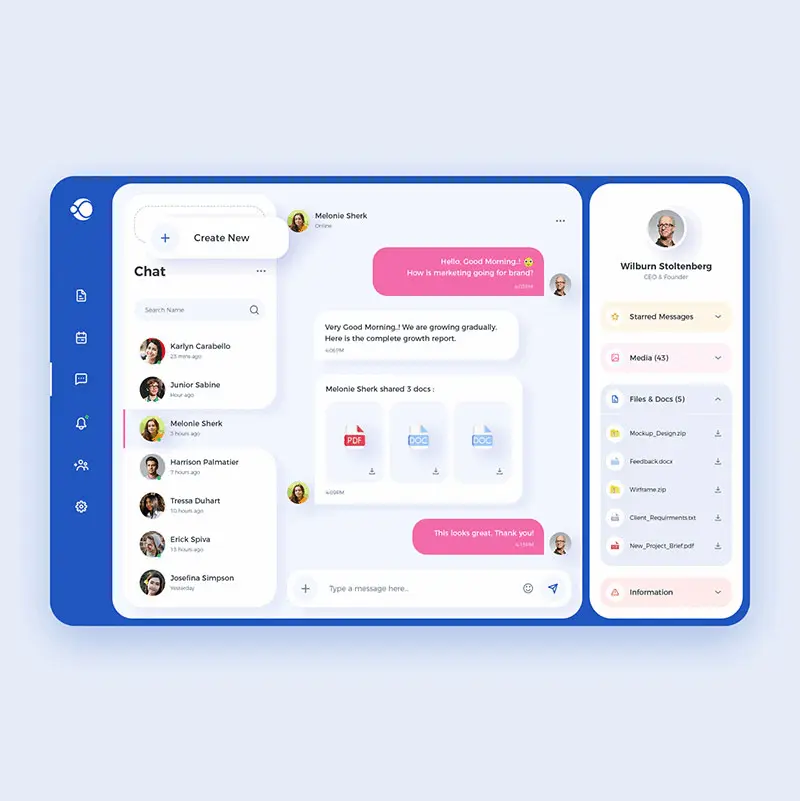 Create New
Chat
Search Name
Karlyn Carabello
23 mins ago
Junior Sabine
Hour ago
Melonie Sherk
3 hours ago
Harrison Palmatier
7 hours ago
Tressa Duhart
10 hours ago
Erick Spiva
13 hours ago
Josefina Simpson
Yesterday
Melonie Sherk
Online
Hello, Good Morning..!
How is marketing going for brand?
Very Good Morning..! We are growing gradually.
Here is the complete growth report.
4:06PM
Melonie Sherk shared 3 docs :
PDF
DOC
DOC
4:09PM
This looks great, Thank you!
4:15PM
Type a message here..
Wilburn Stoltenberg
CEO & Founder
Starred Messages
Media (43)
Files & Docs (5)
Mockup_Design.zip
Feedback.docx
Wirframe.zip
Client_Requirments.txt
New_Project_Brief.pdf
Information